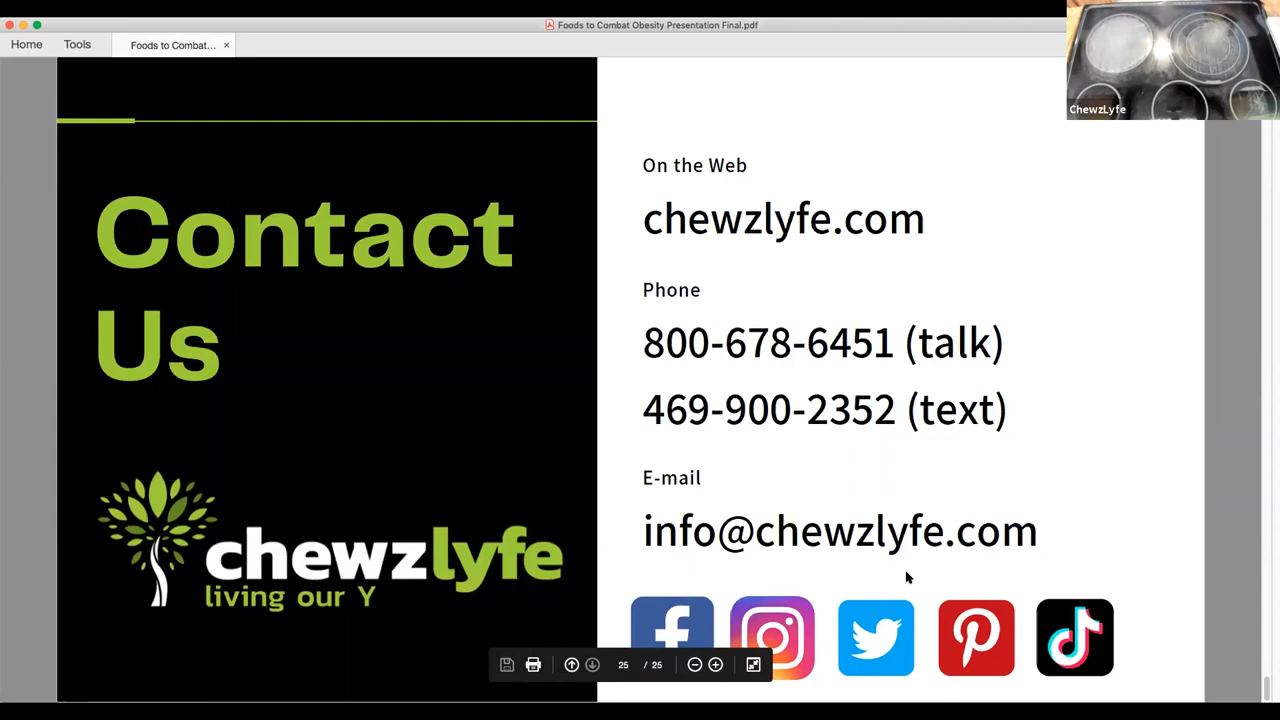 Foods to Combat Obesity Presentation Final.pdf
Home
Tools
Foods to Combat...
ChewzLyfe
Contact
Us
chewzlyfe
living our Y
On the Web
chewzlyfe.com
Phone
800-678-6451 (talk)
469-900-2352 (text)
E-mail
info@chewzlyfe.com
25 / 25